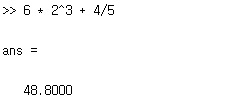 >> 6 * 2^3 + 4/5
ans =
48.8000